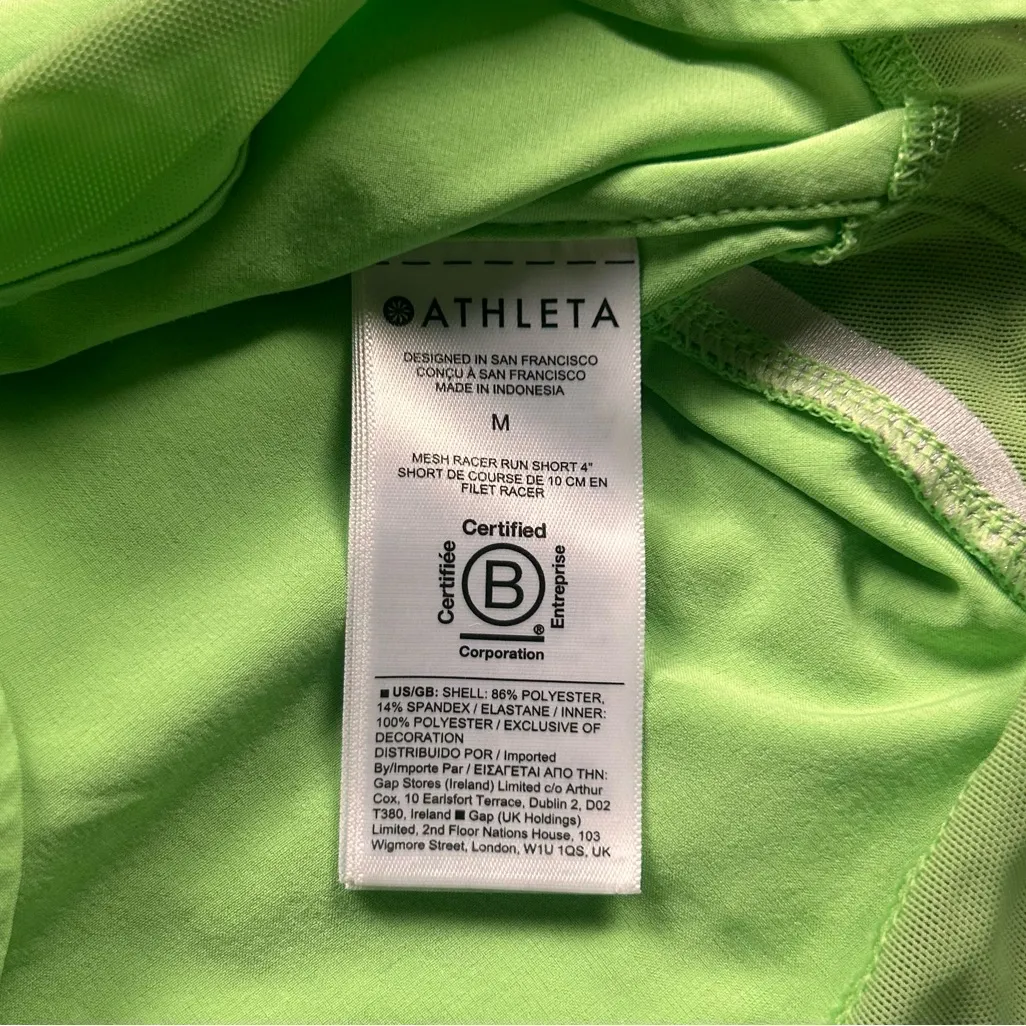 ATHLETA
DESIGNED IN SAN FRANCISCO
CONÇU À SAN FRANCISCO
MADE IN INDONESIA
M
MESH RACER RUN SHORT 4"
SHORT DE COURSE DE 10 CM EN
FILET RACER
Certified
Certifiée
B
Entreprise
®
Corporation
■ US/GB: SHELL: 86% POLYESTER,
14% SPANDEX / ELASTANE / INNER:
100% POLYESTER / EXCLUSIVE OF
DECORATION
DISTRIBUIDO POR / Imported
By/Importe Par / ΕΙΣΑΓΕΤΑΙ ΑΠΟ ΤΗΝ:
Gap Stores (Ireland) Limited c/o Arthur
Cox, 10 Earlsfort Terrace, Dublin 2, D02
T380, Ireland ■ Gap (UK Holdings)
Limited, 2nd Floor Nations House, 103
Wigmore Street, London, W1U 1QS, UK